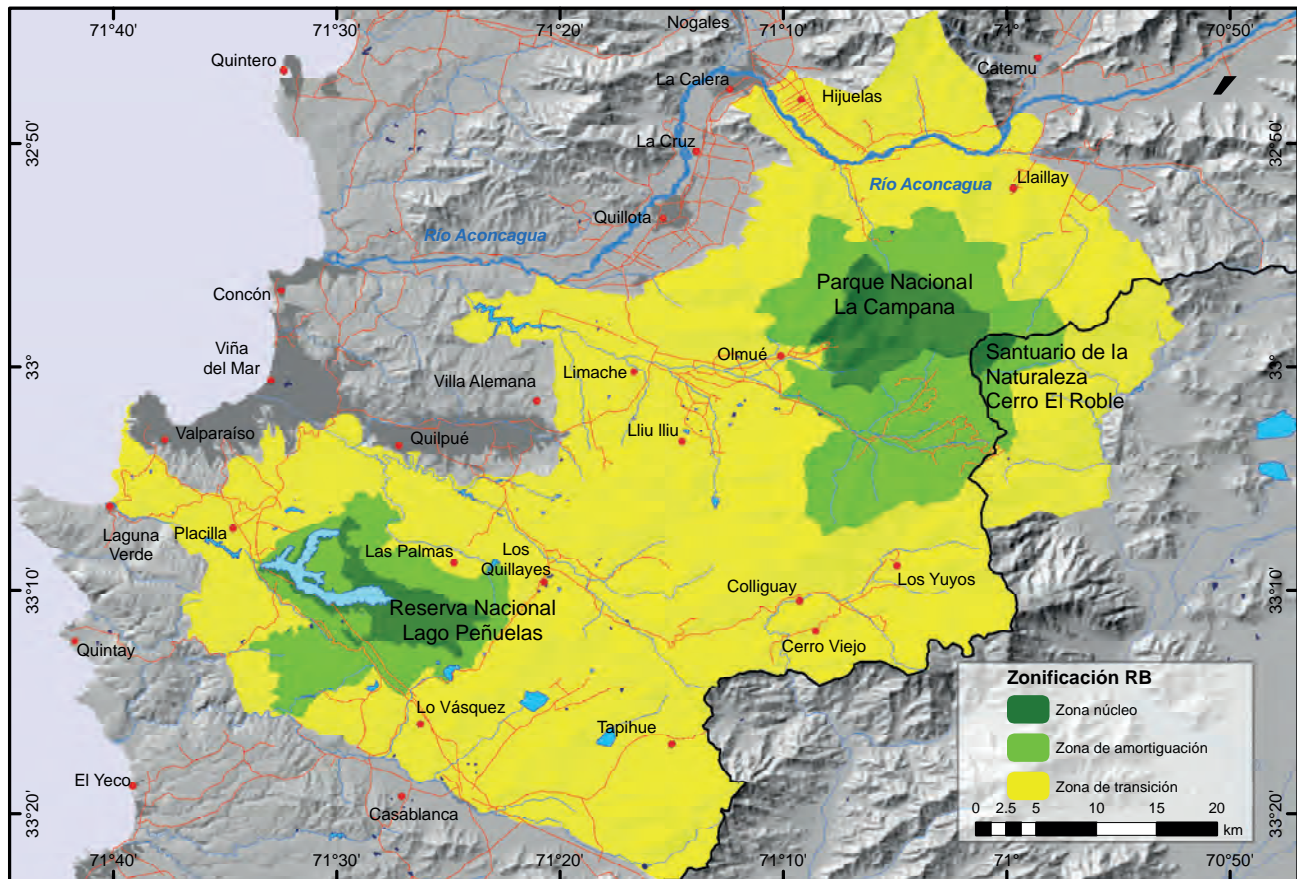 71°40'
71°30'
71°20'
71°10'
71°
70°50'
Nogales
Quintero
La Calera
Catemu
Hijuelas
32°50'
32°50'
La Cruz
Río Aconcagua
Llaillay
Quillota
Río Aconcagua
Parque Nacional
La Campana
Concón
Viña
del Mar
Olmué
Santuario de la
Naturaleza
Cerro El Roble
33°
33°
Limache
Villa Alemana
Valparaíso
Quilpué
Lliu lliu
Laguna
Verde
Placilla
Las Palmas
Los
Quillayes
33°10'
33°10'
Colliguay
Los Yuyos
Reserva Nacional
Lago Peñuelas
Quintay
Cerro Viejo
Lo Vásquez
Tapihue
El Yeco
Casablanca
33°20'
33°20'
Zonificación RB
Zona núcleo
Zona de amortiguación
Zona de transición
0 2.5 5 10 15 20
km
71°40'
71°30'
71°20'
71°10'
71°
70°50'